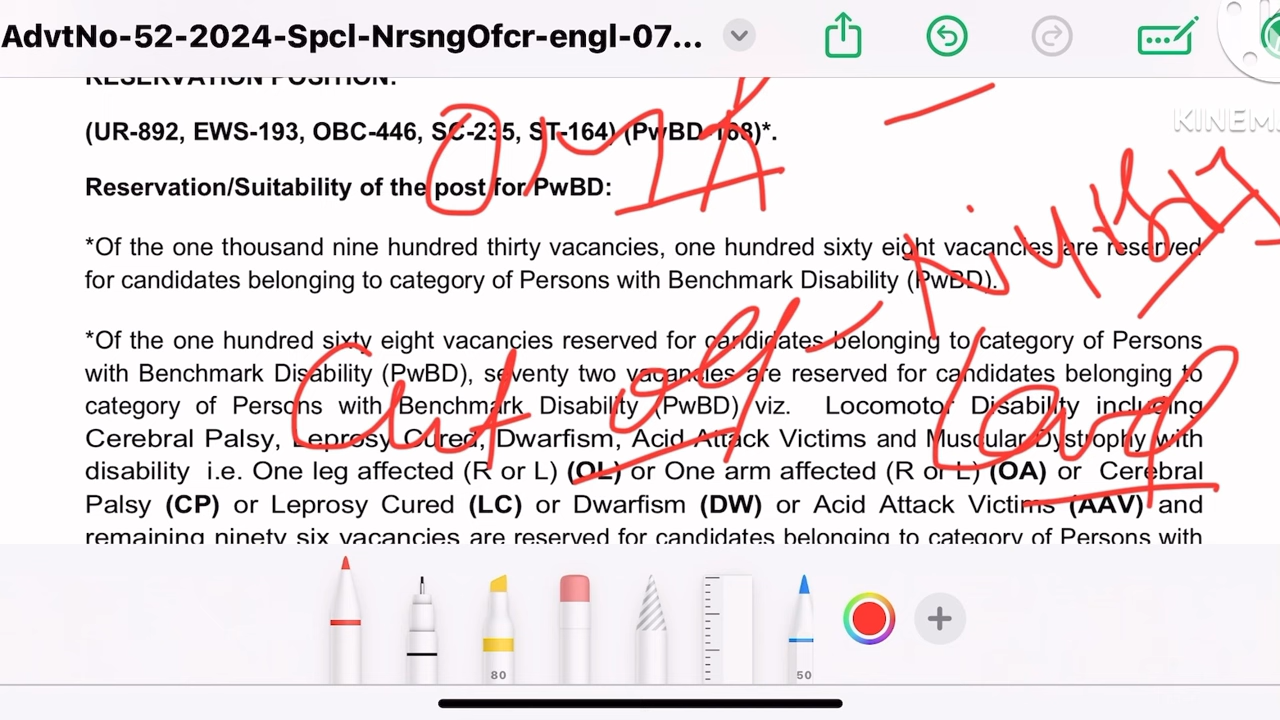 AdvtNo-52-2024-Spcl-NrsngOfcr-engl-07...
KINEM
RESERVATION POSITION:
(UR-892, EWS-193, OBC-446, SC-235, ST-164) (PwBD-168)*.
Reservation/Suitability of the post for PwBD:
*Of the one thousand nine hundred thirty vacancies, one hundred sixty eight vacancies are reserved
for candidates belonging to category of Persons with Benchmark Disability (PwBD).
*Of the one hundred sixty eight vacancies reserved for candidates belonging to category of Persons
with Benchmark Disability (PwBD), seventy two vacancies are reserved for candidates belonging to
category of Persons with Benchmark Disability (PwBD) viz. Locomotor Disability including
Cerebral Palsy, Leprosy Cured, Dwarfism, Acid Attack Victims and Muscular Dystrophy with
disability i.e. One leg affected (R or L) (OL) or One arm affected (R or L) (OA) or Cerebral
Palsy (CP) or Leprosy Cured (LC) or Dwarfism (DW) or Acid Attack Victims (AAV) and
remaining ninety six vacancies are reserved for candidates belonging to category of Persons with
Cut off
80
50